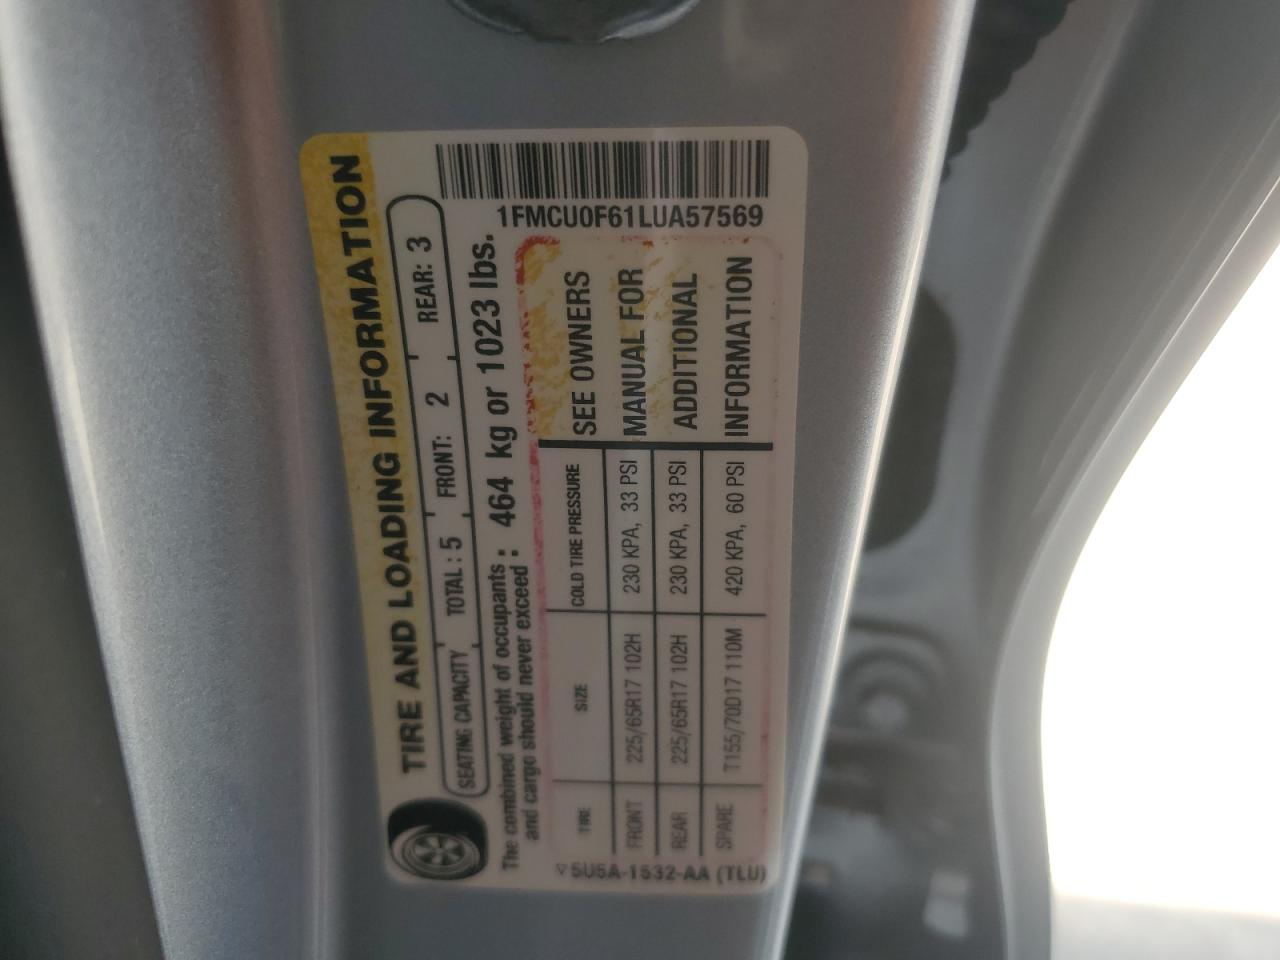 1FMCU0F61LUA57569
TIRE AND LOADING INFORMATION
SEATING CAPACITY TOTAL : 5 FRONT: 2 REAR: 3
The combined weight of occupants
and cargo should never exceed : 464 kg or 1023 lbs.
TIRE SIZE COLD TIRE PRESSURE
FRONT 225/65R17 102H 230 KPA, 33 PSI
REAR 225/65R17 102H 230 KPA, 33 PSI
SPARE T155/70D17 110M 420 KPA, 60 PSI
SEE OWNERS
MANUAL FOR
ADDITIONAL
INFORMATION
5U5A-1532-AA (TLU)